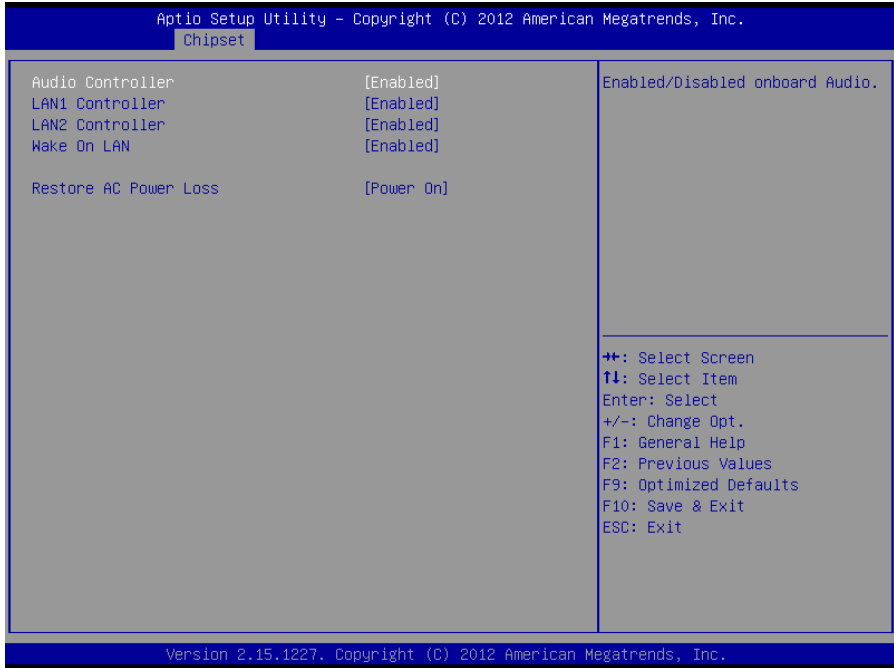 Aptio Setup Utility – Copyright (C) 2012 American Megatrends, Inc.
Chipset
Audio Controller [Enabled]
LAN1 Controller [Enabled]
LAN2 Controller [Enabled]
Wake On LAN [Enabled]
Restore AC Power Loss [Power On]
Enabled/Disabled onboard Audio.
→←: Select Screen
↑↓: Select Item
Enter: Select
+/-: Change Opt.
F1: General Help
F2: Previous Values
F9: Optimized Defaults
F10: Save & Exit
ESC: Exit
Version 2.15.1227. Copyright (C) 2012 American Megatrends, Inc.